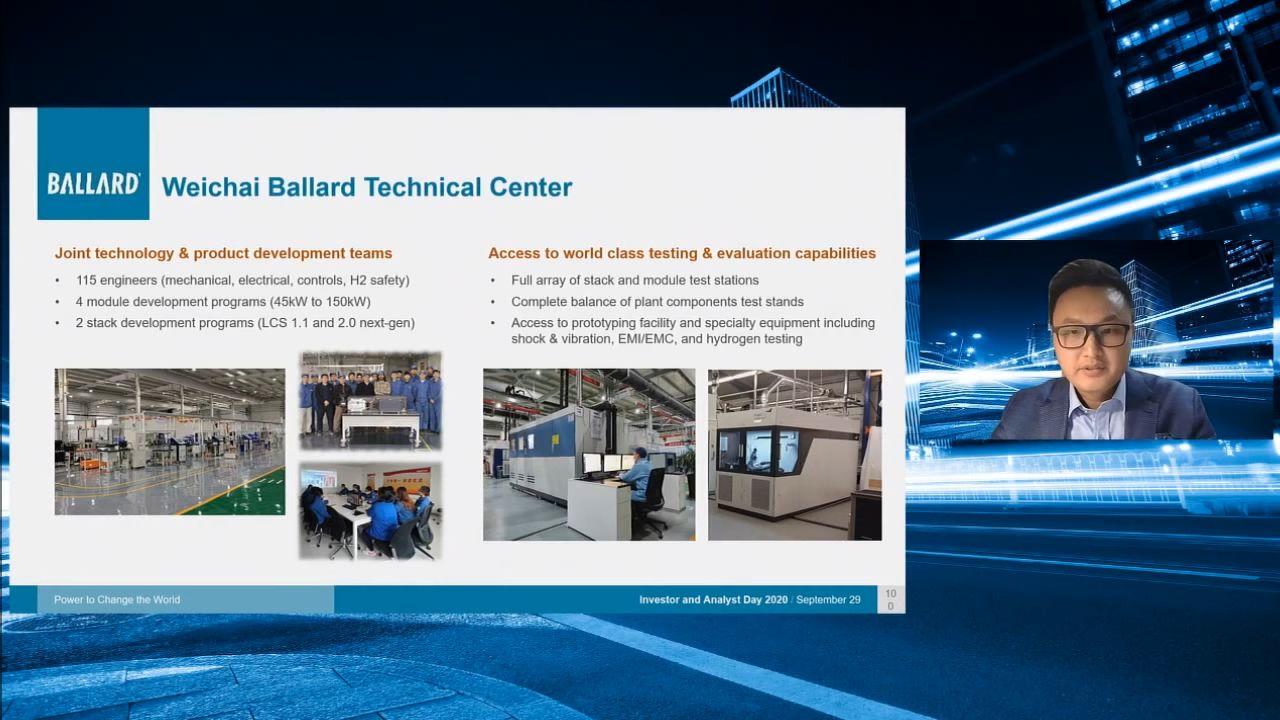 BALLARD
Weichai Ballard Technical Center
Joint technology & product development teams
• 115 engineers (mechanical, electrical, controls, H2 safety)
• 4 module development programs (45kW to 150kW)
• 2 stack development programs (LCS 1.1 and 2.0 next-gen)
Access to world class testing & evaluation capabilities
• Full array of stack and module test stations
• Complete balance of plant components test stands
• Access to prototyping facility and specialty equipment including
shock & vibration, EMI/EMC, and hydrogen testing
Power to Change the World
Investor and Analyst Day 2020 / September 29
10
0